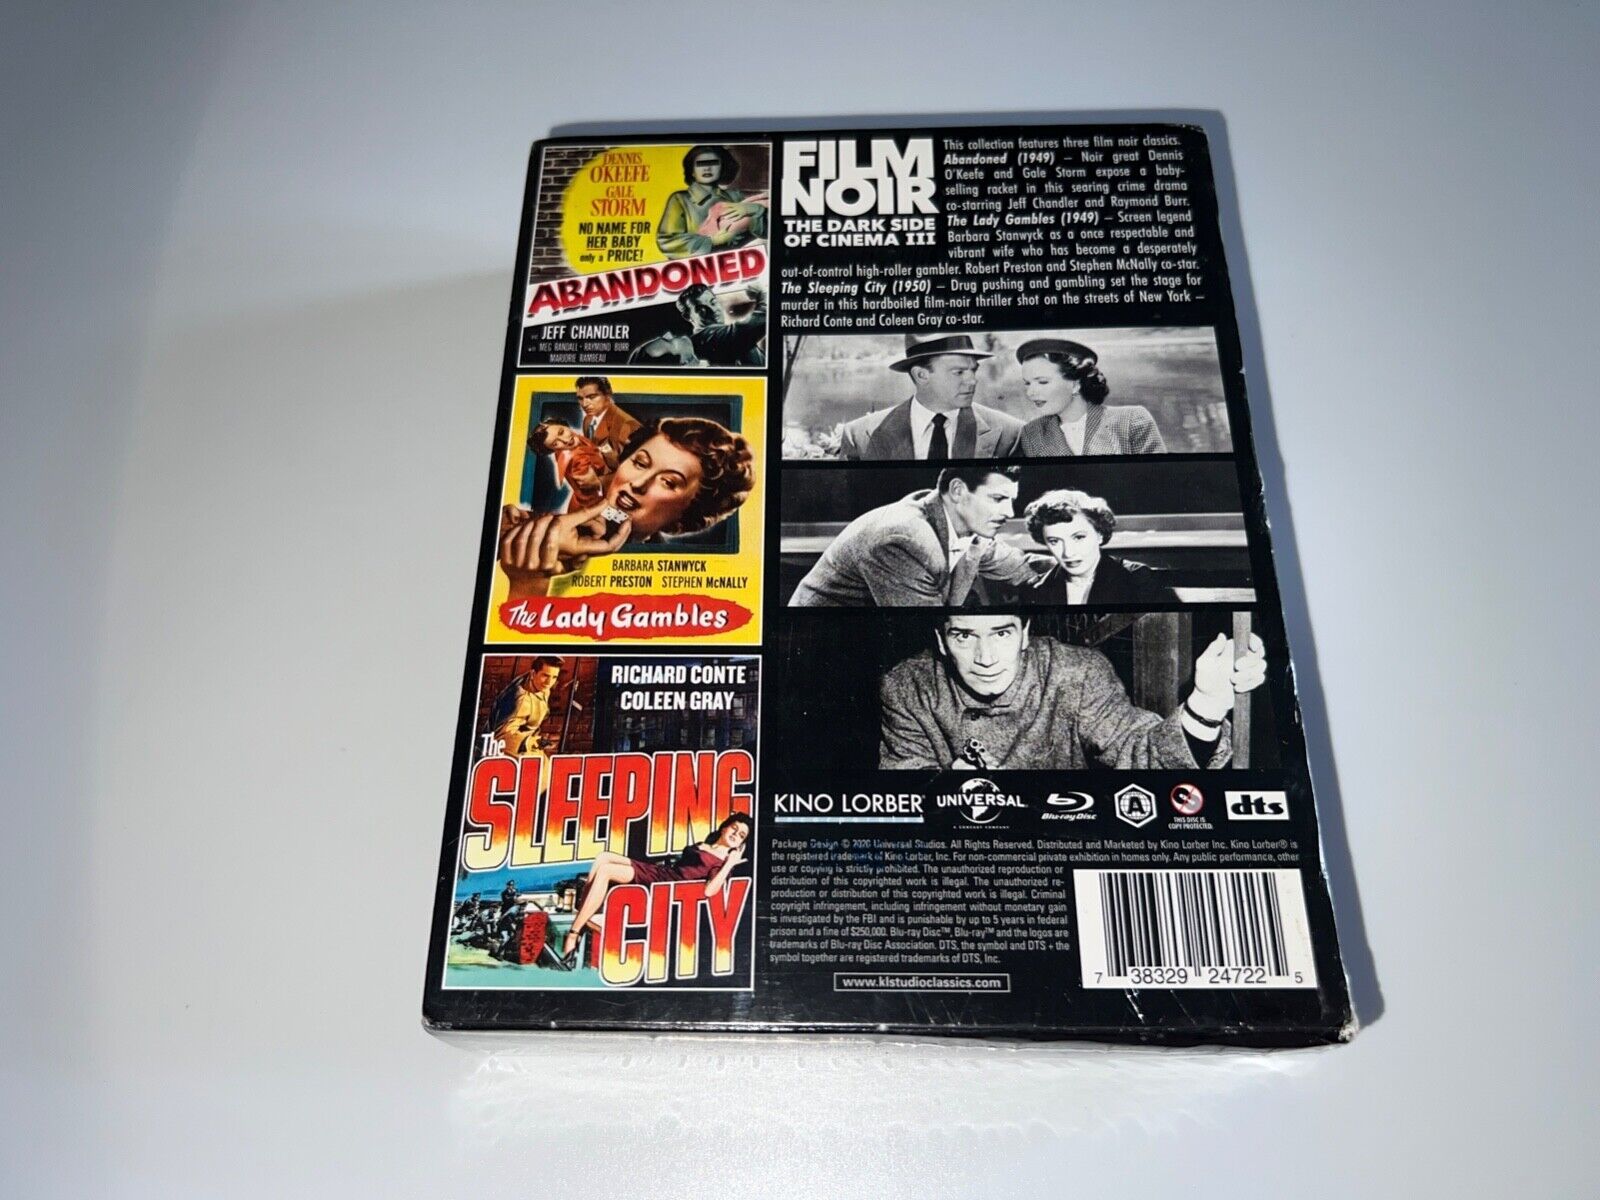 DENNIS
O'KEEFE
GALE
STORM
NO NAME FOR
HER BABY
only a PRICE!
ABANDONED
JEFF CHANDLER
MEG RANDALL • RAYMOND BURR
MARJORIE RAMBEAU
BARBARA STANWYCK
ROBERT PRESTON STEPHEN McNALLY
The Lady Gambles
RICHARD CONTE
COLEEN GRAY
The
SLEEPING
CITY
FILM
NOIR
THE DARK SIDE
OF CINEMA III
This collection features three film noir classics.
Abandoned (1949) – Noir great Dennis
O'Keefe and Gale Storm expose a baby-
selling racket in this searing crime drama
co-starring Jeff Chandler and Raymond Burr.
The Lady Gambles (1949) – Screen legend
Barbara Stanwyck as a once respectable and
vibrant wife who has become a desperately
out-of-control high-roller gambler. Robert Preston and Stephen McNally co-star.
The Sleeping City (1950) – Drug pushing and gambling set the stage for
murder in this hardboiled film-noir thriller shot on the streets of New York –
Richard Conte and Coleen Gray co-star.
KINO LORBER
incorporated
UNIVERSAL
A COMCAST COMPANY
Blu-ray Disc
A
THIS DISC IS
COPY PROTECTED.
dts
Package Design © 2020 Universal Studios. All Rights Reserved. Distributed and Marketed by Kino Lorber Inc. Kino Lorber® is
the registered trademark of Kino Lorber, Inc. For non-commercial private exhibition in homes only. Any public performance, other
use or copying is strictly prohibited. The unauthorized reproduction or
distribution of this copyrighted work is illegal. The unauthorized re-
production or distribution of this copyrighted work is illegal. Criminal
copyright infringement, including infringement without monetary gain
is investigated by the FBI and is punishable by up to 5 years in federal
prison and a fine of $250,000. Blu-ray Disc™, Blu-ray™ and the logos are
trademarks of Blu-ray Disc Association. DTS, the symbol and DTS + the
symbol together are registered trademarks of DTS, Inc.
www.klstudioclassics.com
7 38329 24722 5